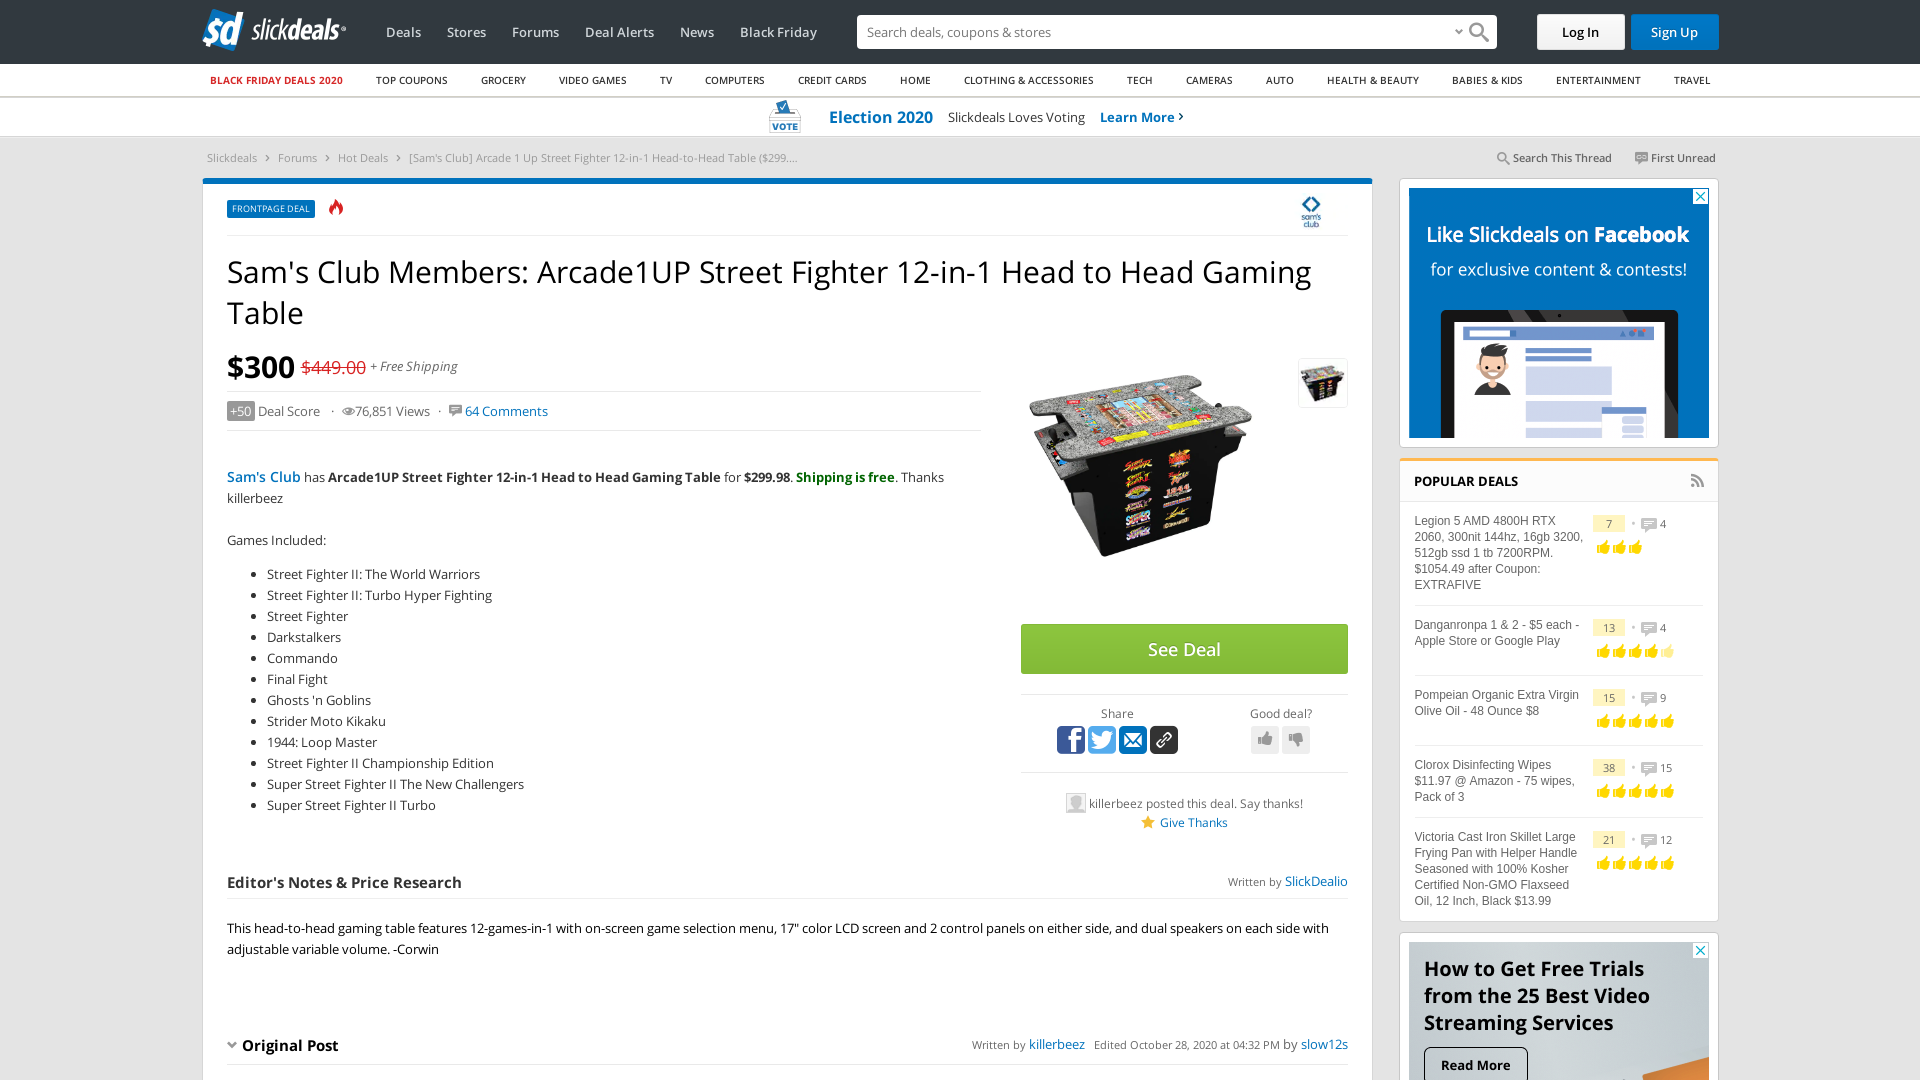 slickdeals
Deals Stores Forums Deal Alerts News Black Friday
Search deals, coupons & shops
Log In Sign Up
BLACK FRIDAY DEALS 2020 TOP COUPONS GROCERY VIDEO GAMES TV COMPUTERS CREDIT CARDS HOME CLOTHING & ACCESSORIES TECH CAMERAS AUTO HEALTH & BEAUTY BABIES & KIDS ENTERTAINMENT TRAVEL
VOTE Election 2020 Slickdeals Loves Voting Learn More
Slickdeals Forums Hot Deals [Sam's Club] Arcade 1 Up Street Fighter 12-in-1 Head-to-Head Table ($299....
Search This Thread First Unread
FRONTPAGE DEAL
sam's club
Sam's Club Members: Arcade1UP Street Fighter 12-in-1 Head to Head Gaming
Table
$300 $449.00 + Free Shipping
+50 Deal Score · 76,851 Views · 64 Comments
Sam's Club has Arcade1UP Street Fighter 12-in-1 Head to Head Gaming Table for $299.98. Shipping is free. Thanks
killerbeez
Games Included:
Street Fighter II: The World Warriors
Street Fighter II: Turbo Hyper Fighting
Street Fighter
Darkstalkers
Commando
Final Fight
Ghosts 'n Goblins
Strider Moto Kikaku
1944: Loop Master
Street Fighter II Championship Edition
Super Street Fighter II The New Challengers
Super Street Fighter II Turbo
See Deal
Share
Good deal?
killerbeez posted this deal. Say thanks!
Give Thanks
Editor's Notes & Price Research
Written by SlickDealio
This head-to-head gaming table features 12-games-in-1 with on-screen game selection menu, 17" color LCD screen and 2 control panels on either side, and dual speakers on each side with
adjustable variable volume. -Corwin
Original Post
Written by killerbeez Edited October 28, 2020 at 04:32 PM by slow12s
Like Slickdeals on Facebook
for exclusive content & contests!
POPULAR DEALS
Legion 5 AMD 4800H RTX
2060, 300nit 144hz, 16gb 3200,
512gb ssd 1 tb 7200RPM.
$1054.49 after Coupon:
EXTRAFIVE
7 • 4
Danganronpa 1 & 2 - $5 each -
Apple Store or Google Play
13 • 4
Pompeian Organic Extra Virgin
Olive Oil - 48 Ounce $8
15 • 9
Clorox Disinfecting Wipes
$11.97 @ Amazon - 75 wipes,
Pack of 3
38 • 15
Victoria Cast Iron Skillet Large
Frying Pan with Helper Handle
Seasoned with 100% Kosher
Certified Non-GMO Flaxseed
Oil, 12 Inch, Black $13.99
21 • 12
How to Get Free Trials
from the 25 Best Video
Streaming Services
Read More